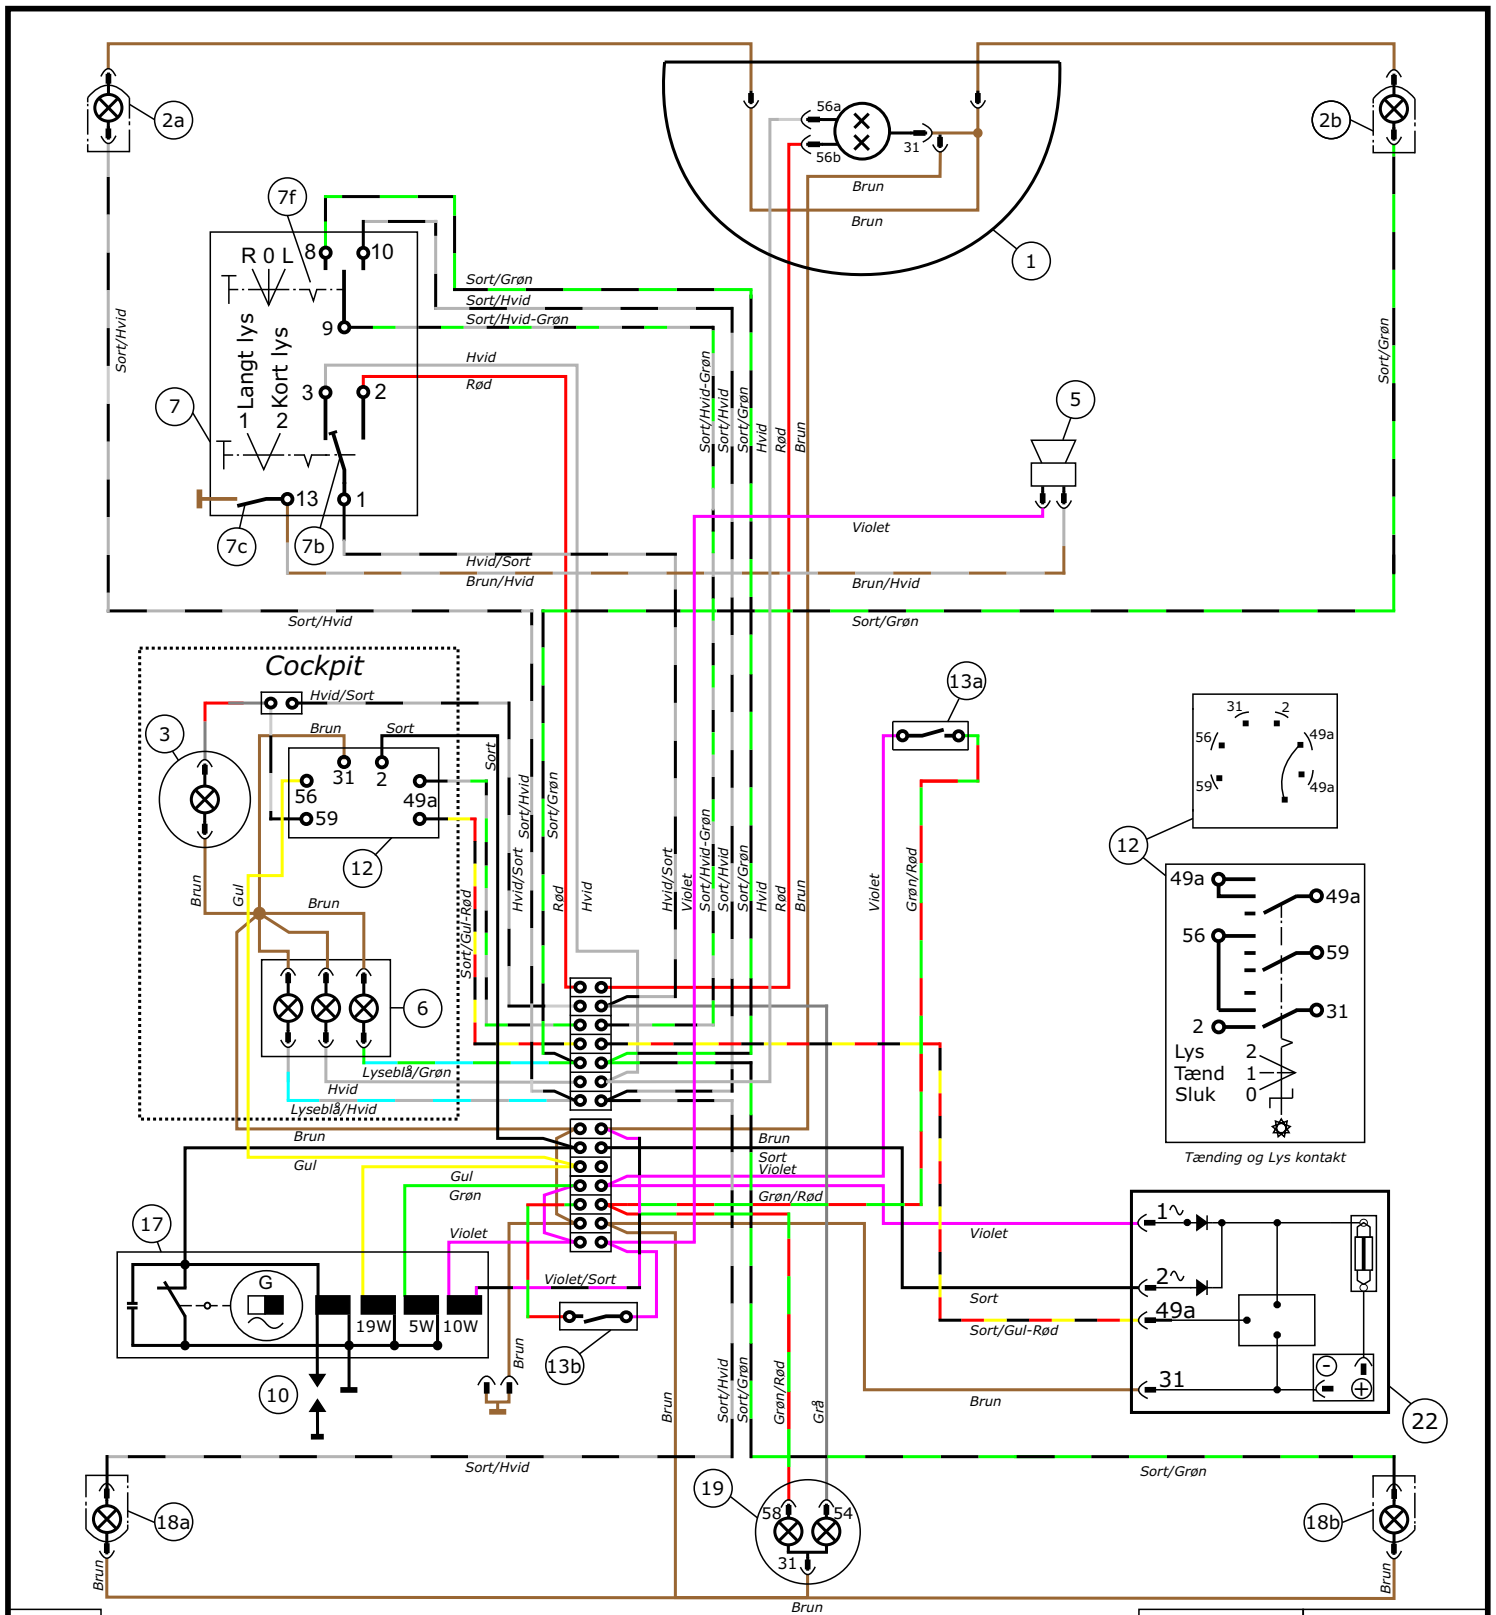 2a
2b
56a
56b
31
Brun
Brun
1
7f
8
10
R 0 L
9
Sort/Grøn
Sort/Hvid
Sort/Hvid-Grøn
Hvid
Rød
Langt lys
Kort lys
1
2
3
2
7
13
1
7c
7b
Sort/Hvid
Sort/Grøn
Sort/Hvid-Grøn
Sort/Hvid
Sort/Grøn
Hvid
Rød
Brun
5
Violet
Hvid/Sort
Brun/Hvid
Brun/Hvid
Sort/Hvid
Sort/Grøn
Cockpit
Hvid/Sort
3
Brun
Sort
Sort
31
2
56
49a
59
12
Brun
Gul
Brun
Sort/Gul-Rød
Hvid/Sort
Sort/Hvid
Sort/Grøn
Rød
Hvid
Hvid/Sort
Violet
Sort/Hvid-Grøn
Sort/Hvid
Sort/Grøn
Hvid
Rød
Brun
13a
Violet
Grøn/Rød
31
2
56
49a
59
49a
12
49a
49a
56
59
31
2
Lys 2
Tænd 1
Sluk 0
Tænding og Lys kontakt
6
Lyseblå/Grøn
Hvid
Lyseblå/Hvid
Brun
Gul
Gul
Grøn
Violet
Brun
Sort
Violet
Grøn/Rød
Violet/Sort
17
G
19W
5W
10W
10
13b
Brun
Brun
Sort/Hvid
Sort/Grøn
Grøn/Rød
Grå
Violet
Sort
Sort/Gul-Rød
Brun
1~
2~
49a
31
-
+
22
Sort/Hvid
Sort/Grøn
18a
19
58
54
31
18b
Brun
Brun
Brun